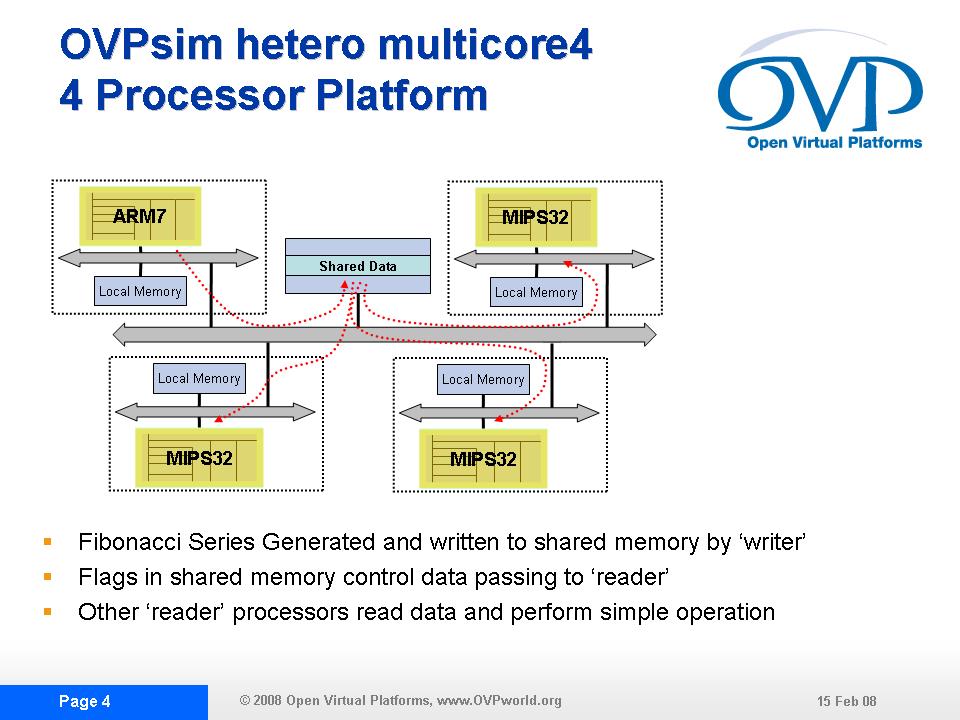 OVPsim hetero multicore4
4 Processor Platform
OVP
Open Virtual Platforms
ARM7
Local Memory
Shared Data
MIPS32
Local Memory
Local Memory
MIPS32
Local Memory
MIPS32
Fibonacci Series Generated and written to shared memory by ‘writer’
Flags in shared memory control data passing to ‘reader’
Other ‘reader’ processors read data and perform simple operation
Page 4
© 2008 Open Virtual Platforms, www.OVPworld.org
15 Feb 08